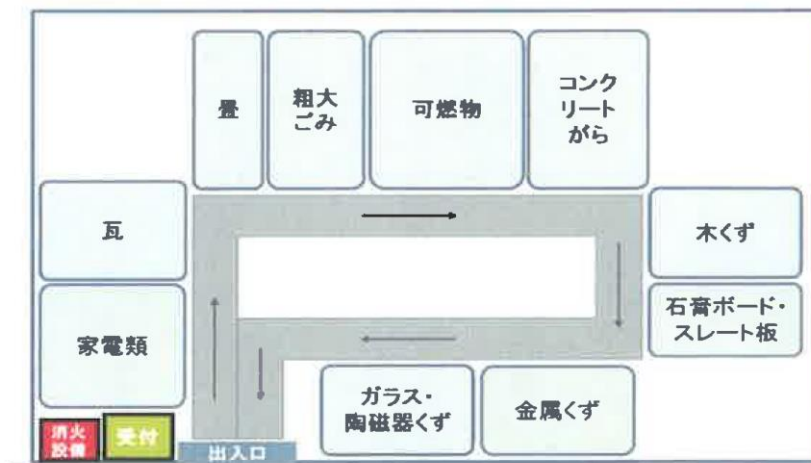 畳
粗大
ごみ
可燃物
コンク
リート
がら
瓦
木くず
家電類
石膏ボード・
スレート板
ガラス・
陶磁器くず
金属くず
消火
設備
受付
出入口